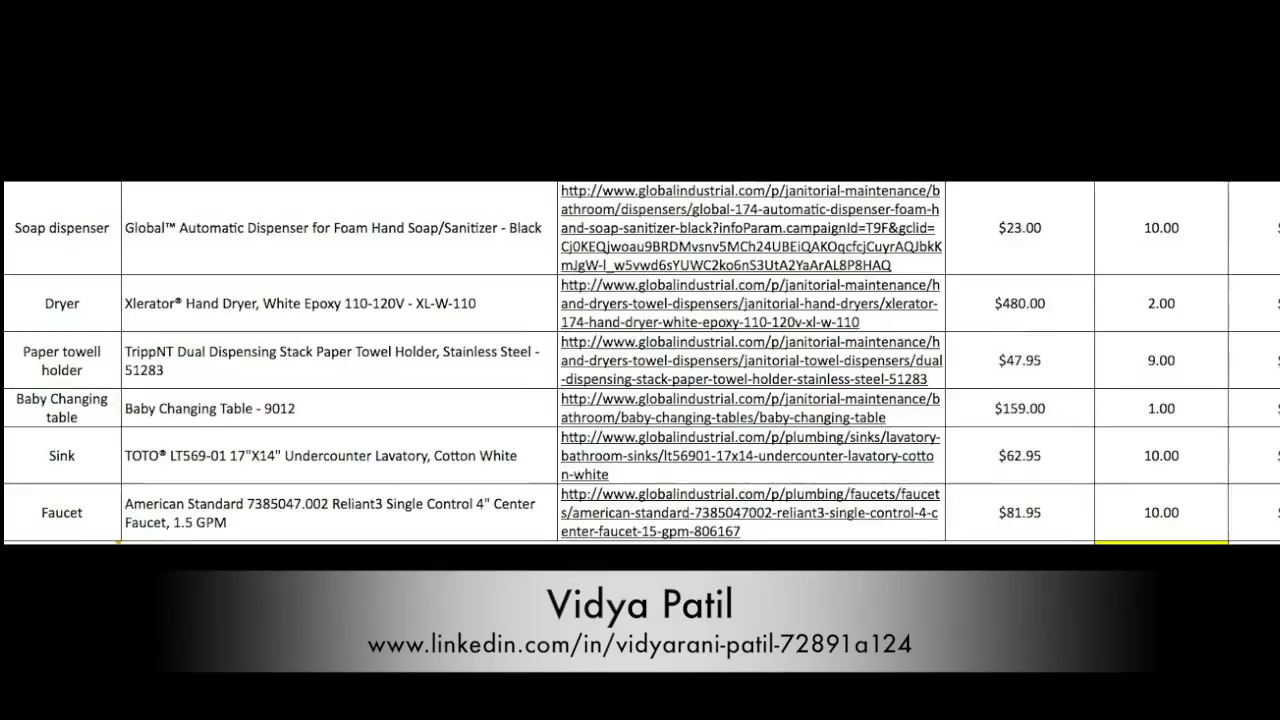 Soap dispenser
Global™ Automatic Dispenser for Foam Hand Soap/Sanitizer - Black
http://www.globalindustrial.com/p/janitorial-maintenance/b
athroom/dispensers/global-174-automatic-dispenser-foam-h
and-soap-sanitizer-black?infoParam.campaignId=T9F&gclid=
Cj0KEQjwoau9BRDMvsnv5MCh24UBEiQAKOqcfcjCuyrAQJbkK
mJgW-l_w5vwd6sYUWC2ko6nS3UtA2YaArAL8P8HAQ
$23.00
10.00
$
Dryer
Xlerator® Hand Dryer, White Epoxy 110-120V - XL-W-110
http://www.globalindustrial.com/p/janitorial-maintenance/h
and-dryers-towel-dispensers/janitorial-hand-dryers/xlerator-
174-hand-dryer-white-epoxy-110-120v-xl-w-110
$480.00
2.00
$
Paper towell
holder
TrippNT Dual Dispensing Stack Paper Towel Holder, Stainless Steel -
51283
http://www.globalindustrial.com/p/janitorial-maintenance/h
and-dryers-towel-dispensers/janitorial-towel-dispensers/dual
-dispensing-stack-paper-towel-holder-stainless-steel-51283
$47.95
9.00
$
Baby Changing
table
Baby Changing Table - 9012
http://www.globalindustrial.com/p/janitorial-maintenance/b
athroom/baby-changing-tables/baby-changing-table
$159.00
1.00
$
Sink
TOTO® LT569-01 17"X14" Undercounter Lavatory, Cotton White
http://www.globalindustrial.com/p/plumbing/sinks/lavatory-
bathroom-sinks/lt56901-17x14-undercounter-lavatory-cotto
n-white
$62.95
10.00
$
Faucet
American Standard 7385047.002 Reliant3 Single Control 4" Center
Faucet, 1.5 GPM
http://www.globalindustrial.com/p/plumbing/faucets/faucet
s/american-standard-7385047002-reliant3-single-control-4-c
enter-faucet-15-gpm-806167
$81.95
10.00
$
Vidya Patil
www.linkedin.com/in/vidyarani-patil-72891a124